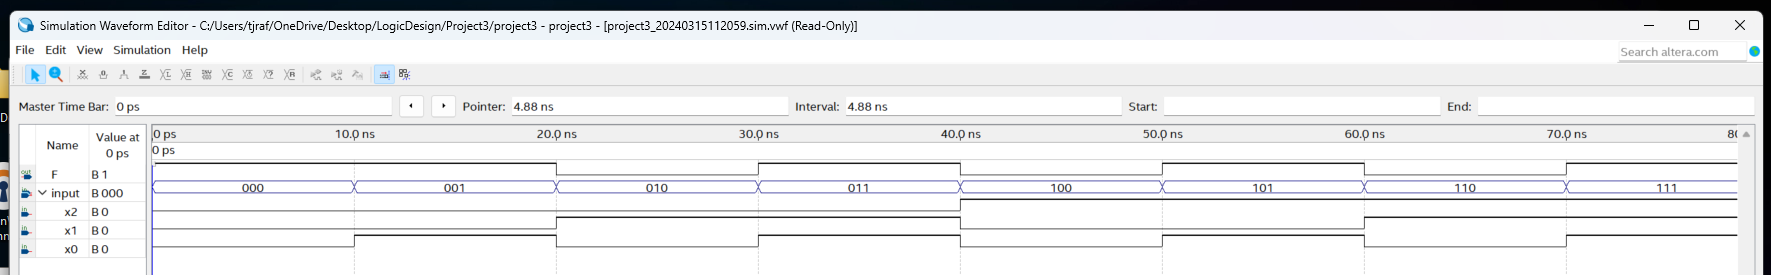 Simulation Waveform Editor - C:/Users/tjraf/OneDrive/Desktop/LogicDesign/Project3/project3 - project3 - [project3_20240315112059.sim.vwf (Read-Only)]
File Edit View Simulation Help
Search altera.com
Master Time Bar: 0 ps Pointer: 4.88 ns Interval: 4.88 ns Start: End:
Name Value at 0 ps
0 ps 10.0 ns 20.0 ns 30.0 ns 40.0 ns 50.0 ns 60.0 ns 70.0 ns 80
0 ps
F B 1
input B 000 000 001 010 011 100 101 110 111
x2 B 0
x1 B 0
x0 B 0